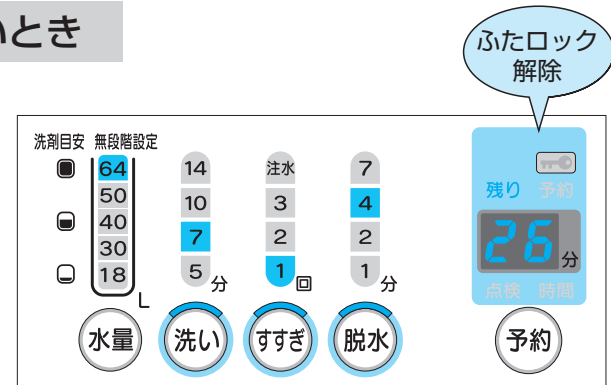 いとき
ふたロック
解除
洗剤目安 無段階設定
64
50
40
30
18
L
14
10
7
5
分
注水
3
2
1
回
7
4
2
1
分
残り 予約
26分
点検 時間
水量
洗い
すすぎ
脱水
予約